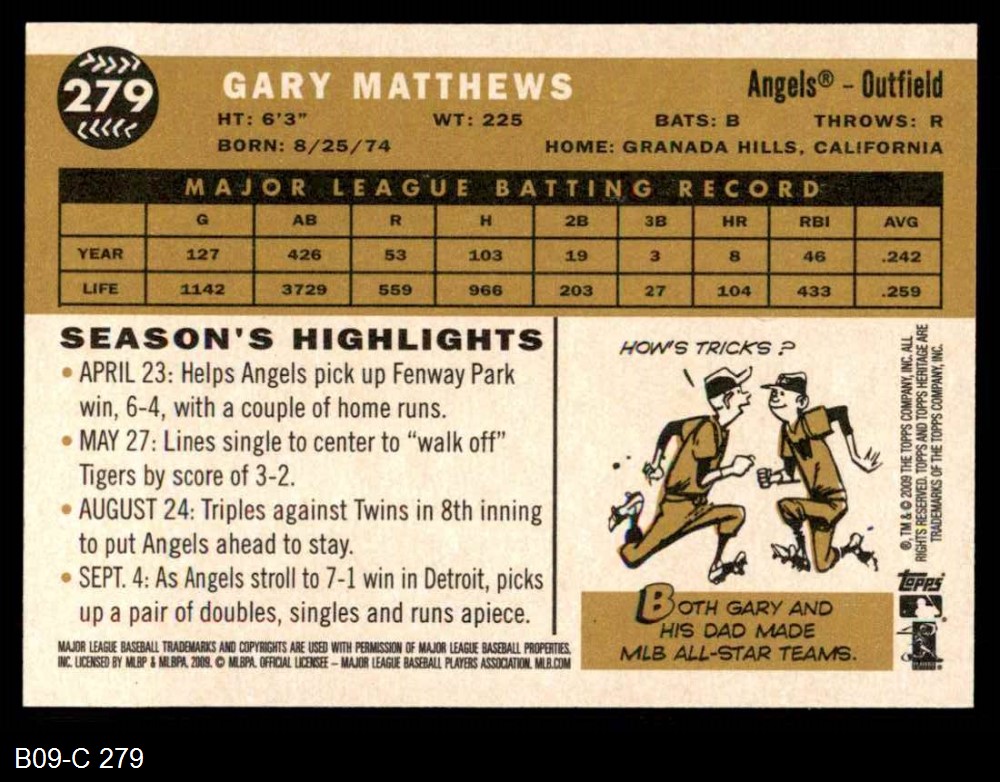 279
GARY MATTHEWS
Angels® – Outfield
HT: 6'3" WT: 225 BATS: B THROWS: R
BORN: 8/25/74 HOME: GRANADA HILLS, CALIFORNIA
MAJOR LEAGUE BATTING RECORD
G AB R H 2B 3B HR RBI AVG
YEAR 127 426 53 103 19 3 8 46 .242
LIFE 1142 3729 559 966 203 27 104 433 .259
SEASON'S HIGHLIGHTS
• APRIL 23: Helps Angels pick up Fenway Park
win, 6-4, with a couple of home runs.
• MAY 27: Lines single to center to “walk off”
Tigers by score of 3-2.
• AUGUST 24: Triples against Twins in 8th inning
to put Angels ahead to stay.
• SEPT. 4: As Angels stroll to 7-1 win in Detroit, picks
up a pair of doubles, singles and runs apiece.
MAJOR LEAGUE BASEBALL TRADEMARKS AND COPYRIGHTS ARE USED WITH PERMISSION OF MAJOR LEAGUE BASEBALL PROPERTIES,
INC. LICENSED BY MLBP & MLBPA, 2009. © MLBPA. OFFICIAL LICENSEE – MAJOR LEAGUE BASEBALL PLAYERS ASSOCIATION. MLB.COM
HOW'S TRICKS?
BOTH GARY AND
HIS DAD MADE
MLB ALL-STAR TEAMS.
®, TM & © 2009 THE TOPPS COMPANY, INC. ALL
RIGHTS RESERVED. TOPPS AND TOPPS HERITAGE ARE
TRADEMARKS OF THE TOPPS COMPANY, INC.
topps
B09-C 279